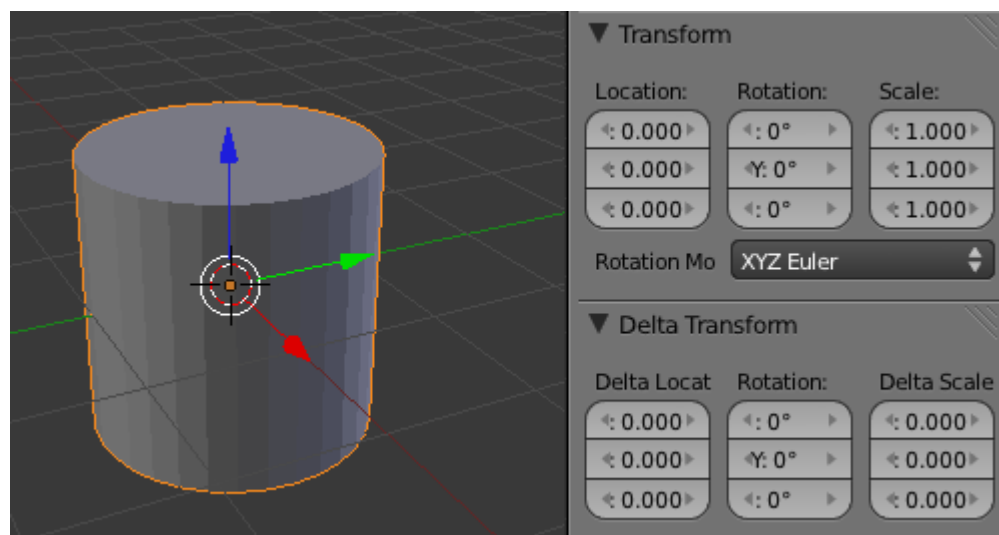 ▼ Transform
Location: Rotation: Scale:
: 0.000 : 0° : 1.000
: 0.000 Y: 0° : 1.000
: 0.000 : 0° : 1.000
Rotation Mo XYZ Euler
▼ Delta Transform
Delta Locat Rotation: Delta Scale
: 0.000 : 0° : 0.000
: 0.000 Y: 0° : 0.000
: 0.000 : 0° : 0.000